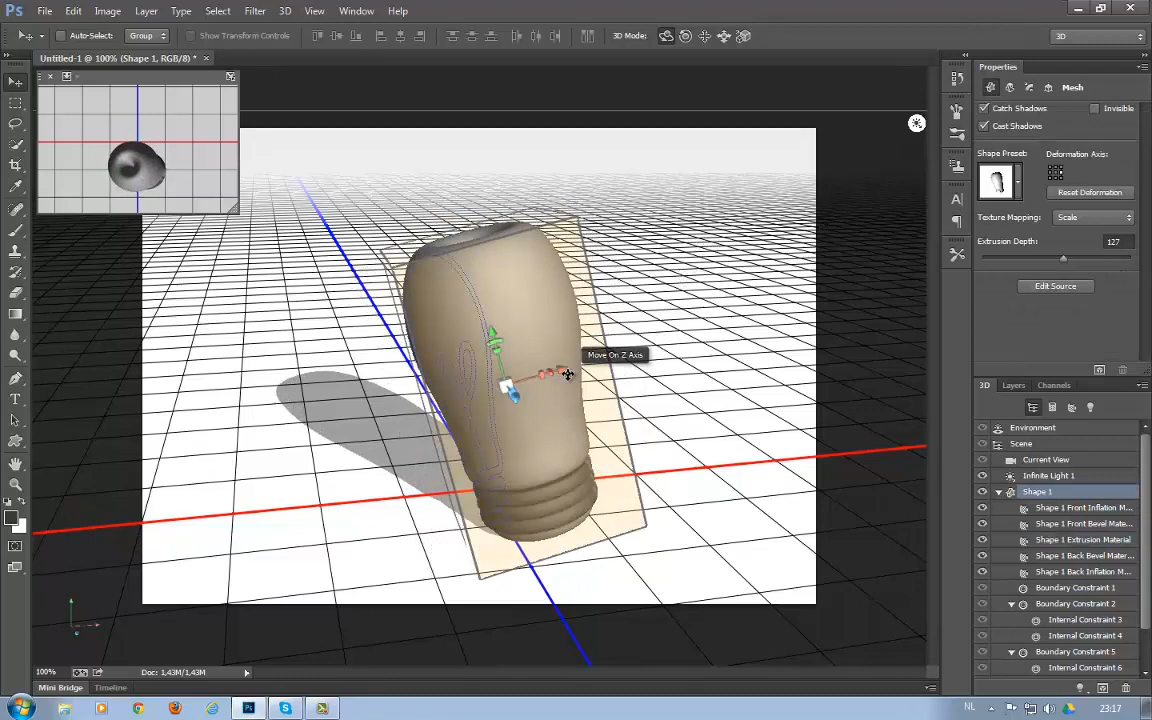 Ps File Edit Image Layer Type Select Filter 3D View Window Help
Auto-Select: Group Show Transform Controls 3D Mode: 3D
Untitled-1 @ 100% (Shape 1, RGB/8) * ×
Properties
Mesh
Catch Shadows Invisible
Cast Shadows
Shape Preset: Deformation Axis:
Reset Deformation
Texture Mapping: Scale
Extrusion Depth: 127
Edit Source
Move On Z Axis
3D Layers Channels
Environment
Scene
Current View
Infinite Light 1
Shape 1
Shape 1 Front Inflation M...
Shape 1 Front Bevel Mate...
Shape 1 Extrusion Material
Shape 1 Back Bevel Mater...
Shape 1 Back Inflation M...
Boundary Constraint 1
Boundary Constraint 2
Internal Constraint 3
Internal Constraint 4
Boundary Constraint 5
Internal Constraint 6
100% Doc: 1,43M/1,43M
Mini Bridge Timeline
Ps NL 23:17